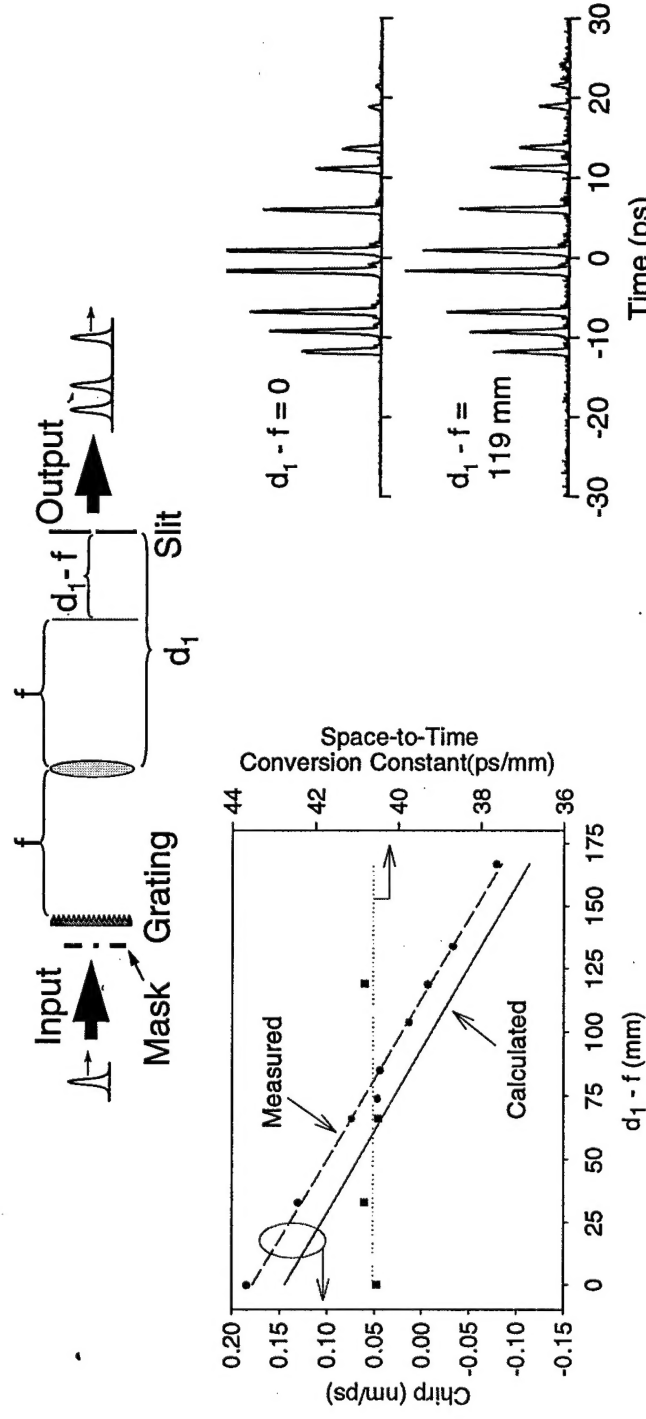 Input
Mask
Grating
f
f
d1 - f
d1
Slit
Output
Chirp (nm/ps)
0.20
0.15
0.10
0.05
0.00
-0.05
-0.10
-0.15
0
25
50
75
100
125
150
175
d1 - f (mm)
Measured
Calculated
Space-to-Time
Conversion Constant(ps/mm)
44
42
40
38
36
d1 - f = 0
d1 - f =
119 mm
-30
-20
-10
0
10
20
30
Time (ps)